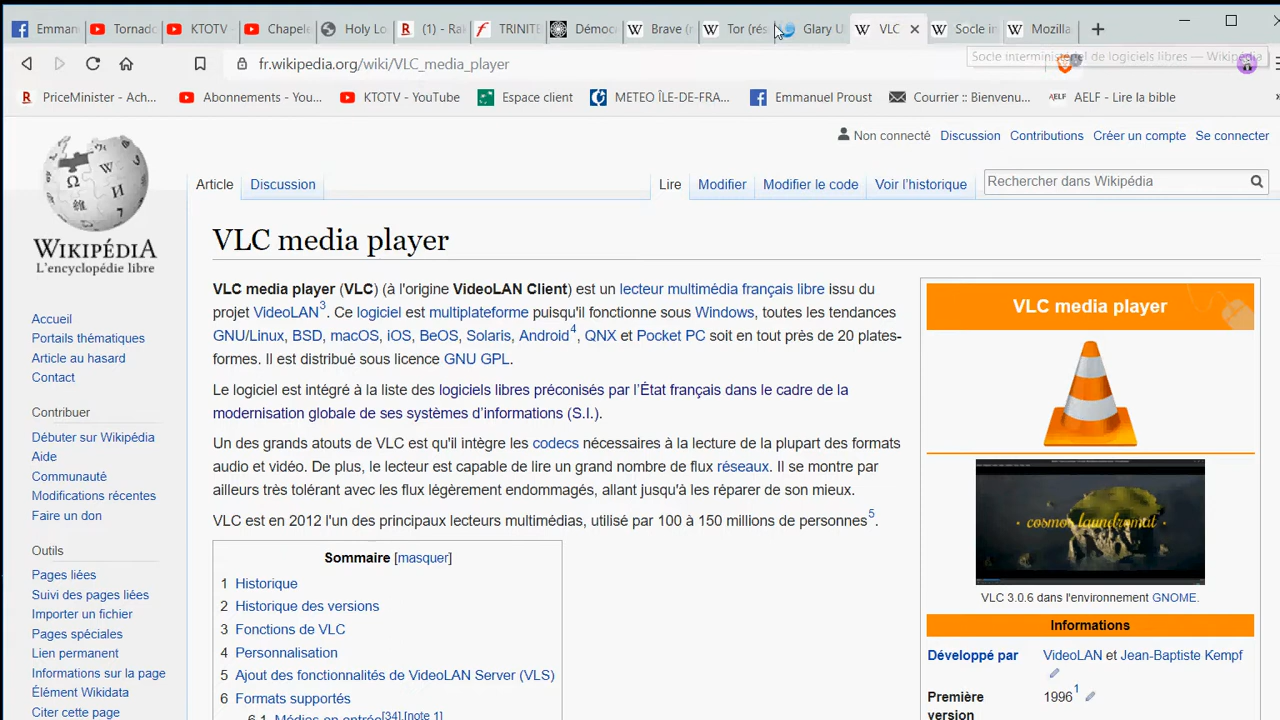 Emman
Tornado
KTOTV
Chapele
Holy Lo
(1) - Rak
TRINITÉ
Démoc
Brave (r
Tor (rés
Glary U
VLC
Socle in
Mozilla
fr.wikipedia.org/wiki/VLC_media_player
Socle interministériel de logiciels libres — Wikipédia
PriceMinister - Ach...
Abonnements - You...
KTOTV - YouTube
Espace client
METEO ÎLE-DE-FRA...
Emmanuel Proust
Courrier :: Bienvenu...
AELF
AELF - Lire la bible
Non connecté Discussion Contributions Créer un compte Se connecter
Article Discussion Lire Modifier Modifier le code Voir l'historique Rechercher dans Wikipédia
WIKIPÉDIA
L'encyclopédie libre
Accueil
Portails thématiques
Article au hasard
Contact
Contribuer
Débuter sur Wikipédia
Aide
Communauté
Modifications récentes
Faire un don
Outils
Pages liées
Suivi des pages liées
Importer un fichier
Pages spéciales
Lien permanent
Informations sur la page
Élément Wikidata
Citer cette page
VLC media player
VLC media player (VLC) (à l'origine VideoLAN Client) est un lecteur multimédia français libre issu du
projet VideoLAN3. Ce logiciel est multiplateforme puisqu'il fonctionne sous Windows, toutes les tendances
GNU/Linux, BSD, macOS, iOS, BeOS, Solaris, Android4, QNX et Pocket PC soit en tout près de 20 plates-
formes. Il est distribué sous licence GNU GPL.
Le logiciel est intégré à la liste des logiciels libres préconisés par l'État français dans le cadre de la
modernisation globale de ses systèmes d'informations (S.I.).
Un des grands atouts de VLC est qu'il intègre les codecs nécessaires à la lecture de la plupart des formats
audio et vidéo. De plus, le lecteur est capable de lire un grand nombre de flux réseaux. Il se montre par
ailleurs très tolérant avec les flux légèrement endommagés, allant jusqu'à les réparer de son mieux.
VLC est en 2012 l'un des principaux lecteurs multimédias, utilisé par 100 à 150 millions de personnes5.
Sommaire [masquer]
1 Historique
2 Historique des versions
3 Fonctions de VLC
4 Personnalisation
5 Ajout des fonctionnalités de VideoLAN Server (VLS)
6 Formats supportés
6.1 Médias en entrée[34],[note 1]
VLC media player
cosmos laundromat
VLC 3.0.6 dans l'environnement GNOME.
Informations
Développé par VideoLAN et Jean-Baptiste Kempf
Première 1996 1
version